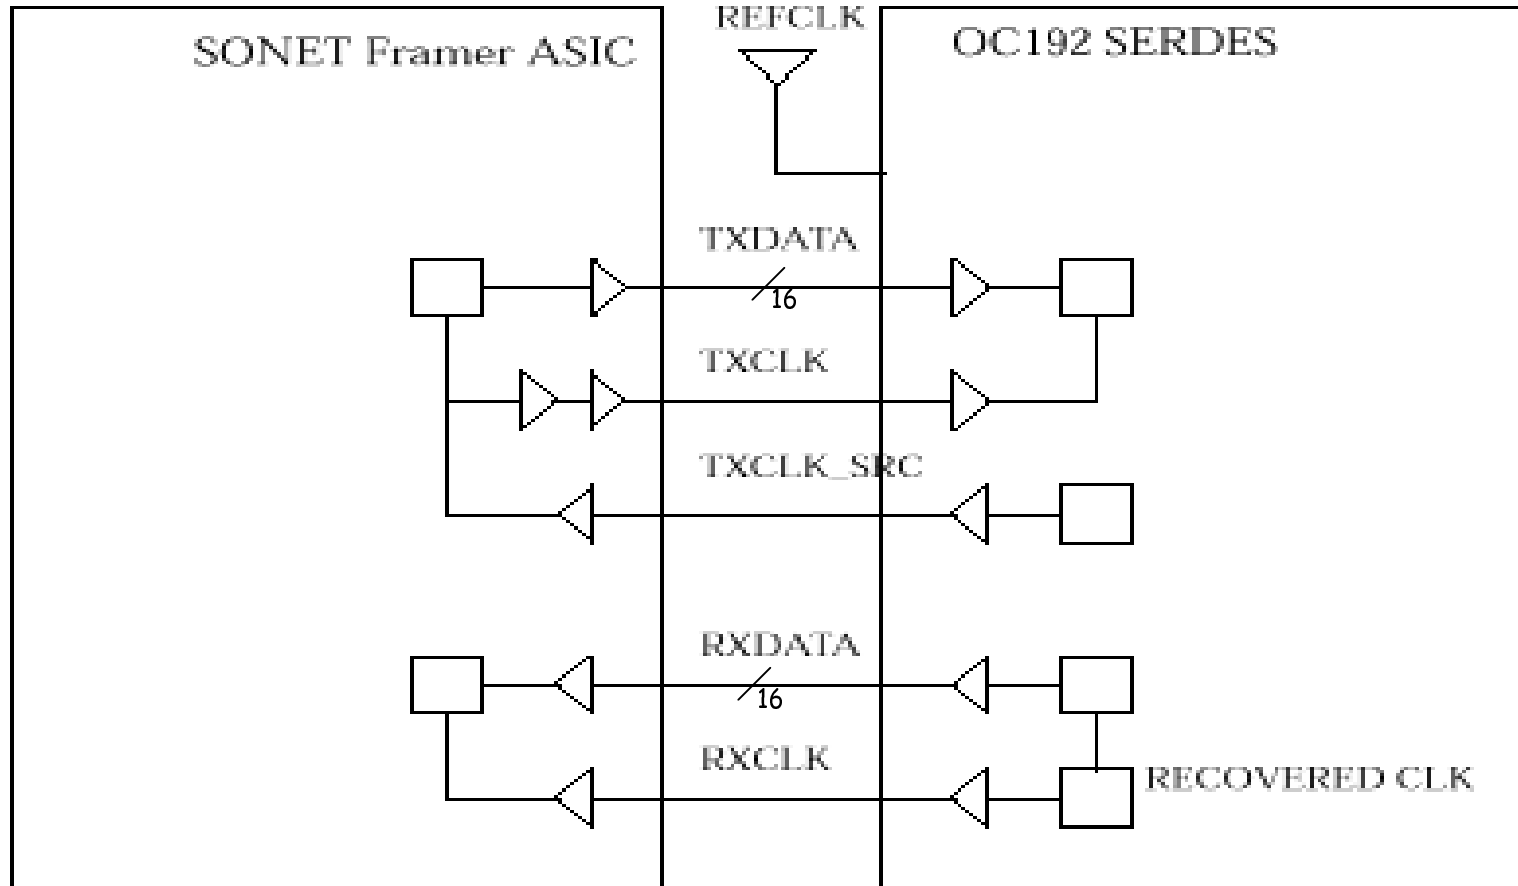 SONET Framer ASIC
REFCLK
OC192 SERDES
TXDATA
16
TXCLK
TXCLK_SRC
RXDATA
16
RXCLK
RECOVERED CLK